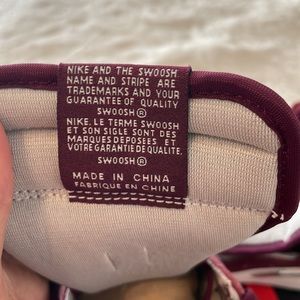 NIKE AND THE SWOOSH
NAME AND STRIPE ARE
TRADEMARKS AND YOUR
GUARANTEE OF QUALITY
SWOOSH®
NIKE, LE TERME SWOOSH
ET SON SIGLE SONT DES
MARQUES DEPOSEES ET
VOTRE GARANTIE DE QUALITE
SWOOSH®
MADE IN CHINA
FABRIQUE EN CHINE